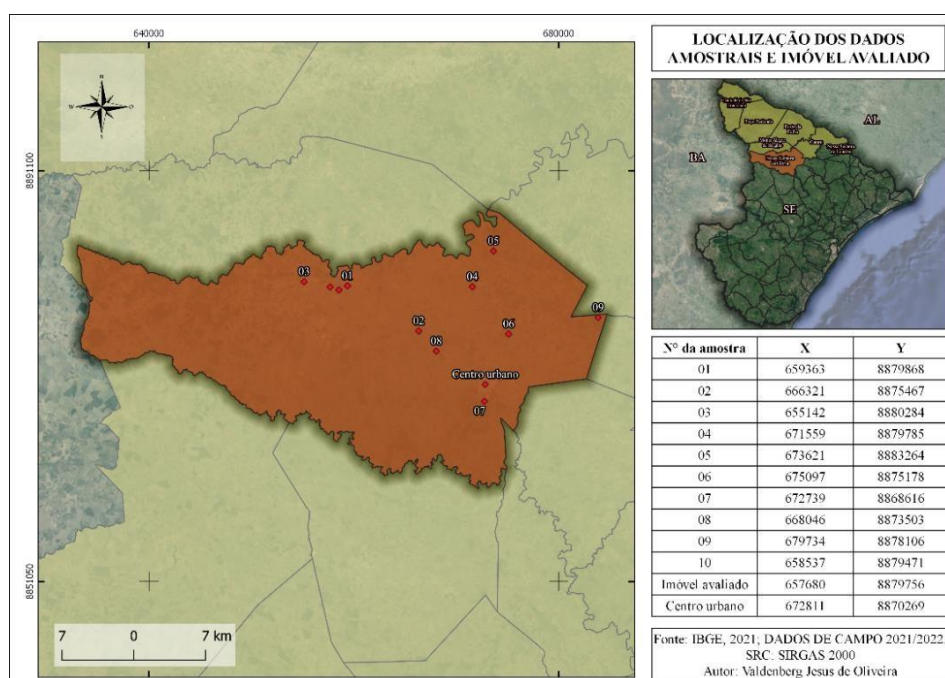 640000
680000
8891100
8851050
N
W
O
S
03
01
05
04
02
06
09
08
Centro urbano
07
7 0 7 km
LOCALIZAÇÃO DOS DADOS
AMOSTRAIS E IMÓVEL AVALIADO
AL
BA
SE
N° da amostra X Y
01 659363 8879868
02 666321 8875467
03 655142 8880284
04 671559 8879785
05 673621 8883264
06 675097 8875178
07 672739 8868616
08 668046 8873503
09 679734 8878106
10 658537 8879471
Imóvel avaliado 657680 8879756
Centro urbano 672811 8870269
Fonte: IBGE, 2021; DADOS DE CAMPO 2021/2022.
SRC: SIRGAS 2000
Autor: Valdenberg Jesus de Oliveira